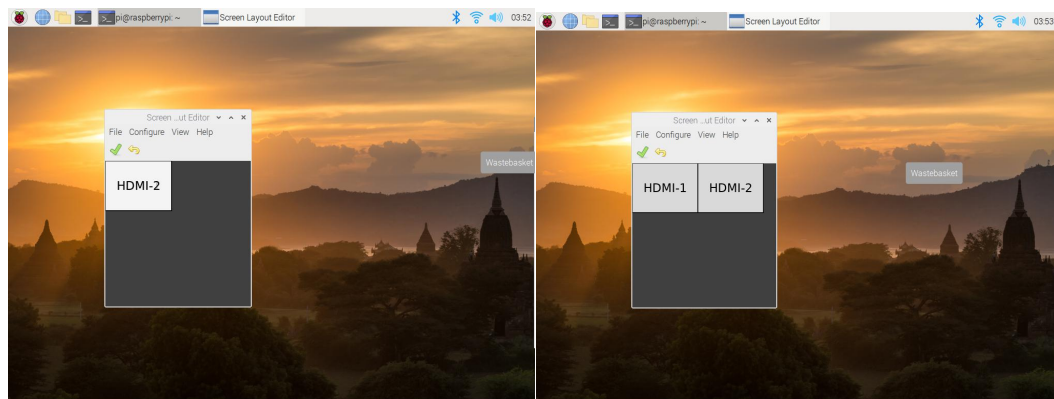 pi@raspberrypi: ~ Screen Layout Editor 03:52
Screen ...ut Editor
File Configure View Help
HDMI-2
Wastebasket
pi@raspberrypi: ~ Screen Layout Editor 03:53
Screen ...ut Editor
File Configure View Help
HDMI-1 HDMI-2
Wastebasket